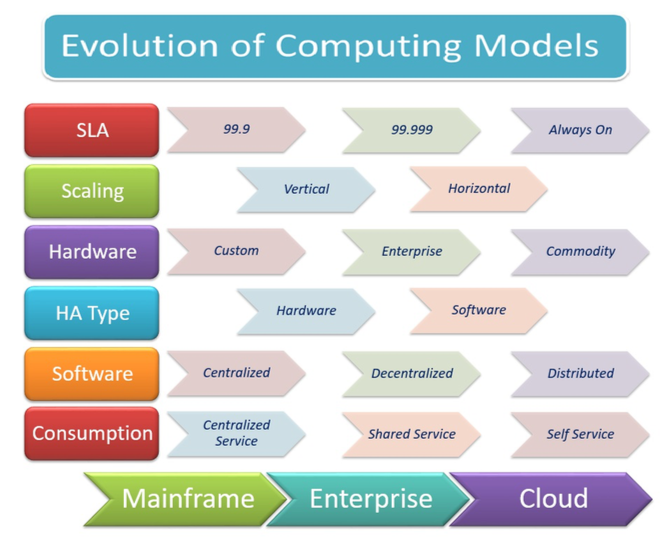 Evolution of Computing Models
SLA 99.9 99.999 Always On
Scaling Vertical Horizontal
Hardware Custom Enterprise Commodity
HA Type Hardware Software
Software Centralized Decentralized Distributed
Consumption Centralized Service Shared Service Self Service
Mainframe Enterprise Cloud